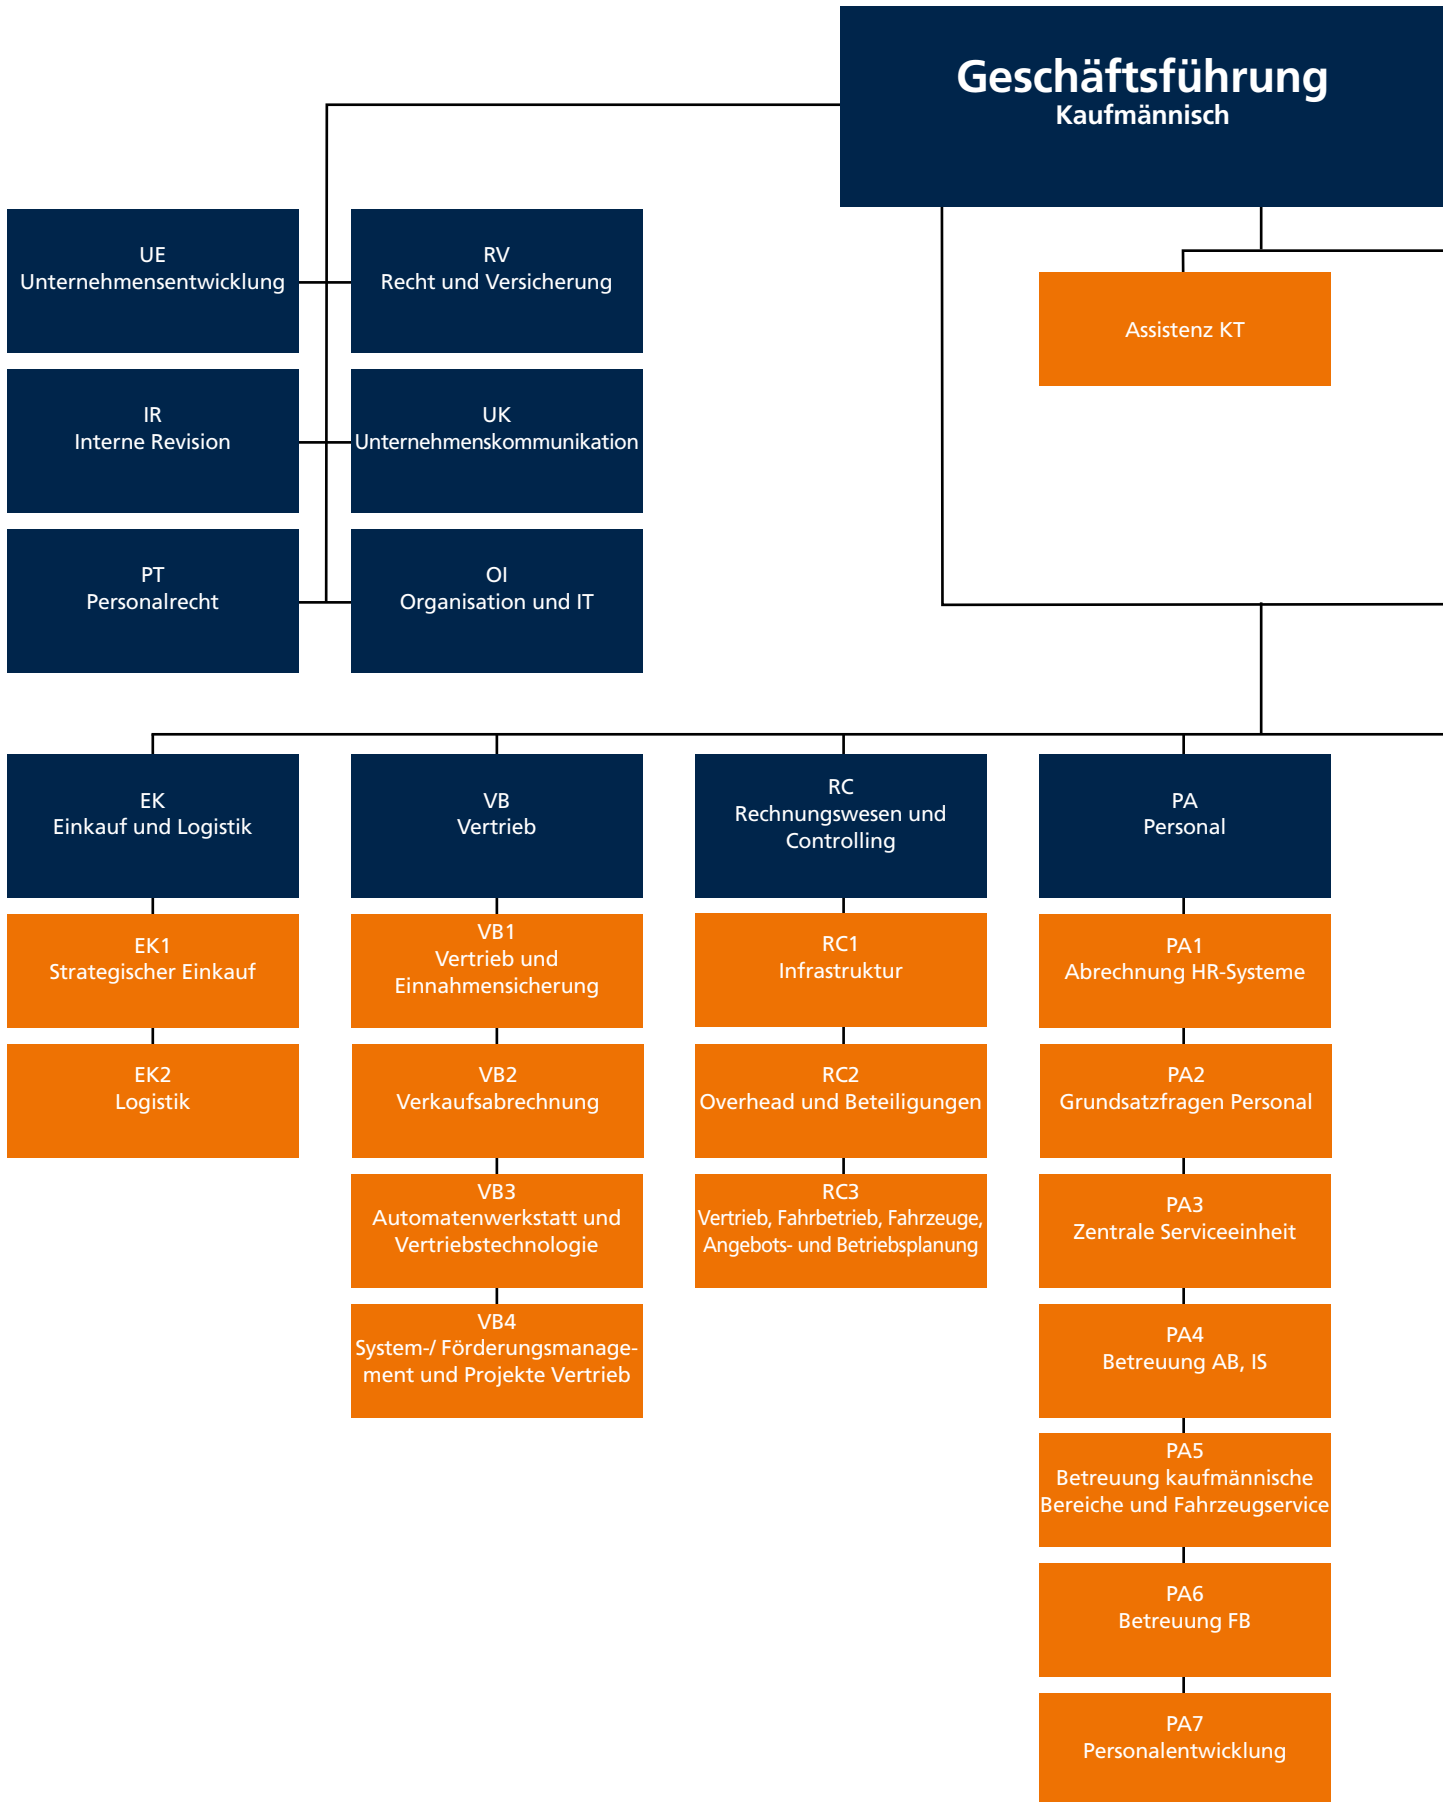 Geschäftsführung
Kaufmännisch
UE
Unternehmensentwicklung
RV
Recht und Versicherung
Assistenz KT
IR
Interne Revision
UK
Unternehmenskommunikation
PT
Personalrecht
OI
Organisation und IT
EK
Einkauf und Logistik
EK1
Strategischer Einkauf
EK2
Logistik
VB
Vertrieb
VB1
Vertrieb und
Einnahmensicherung
VB2
Verkaufsabrechnung
VB3
Automatenwerkstatt und
Vertriebstechnologie
VB4
System-/ Förderungsmanage-
ment und Projekte Vertrieb
RC
Rechnungswesen und
Controlling
RC1
Infrastruktur
RC2
Overhead und Beteiligungen
RC3
Vertrieb, Fahrbetrieb, Fahrzeuge,
Angebots- und Betriebsplanung
PA
Personal
PA1
Abrechnung HR-Systeme
PA2
Grundsatzfragen Personal
PA3
Zentrale Serviceeinheit
PA4
Betreuung AB, IS
PA5
Betreuung kaufmännische
Bereiche und Fahrzeugservice
PA6
Betreuung FB
PA7
Personalentwicklung